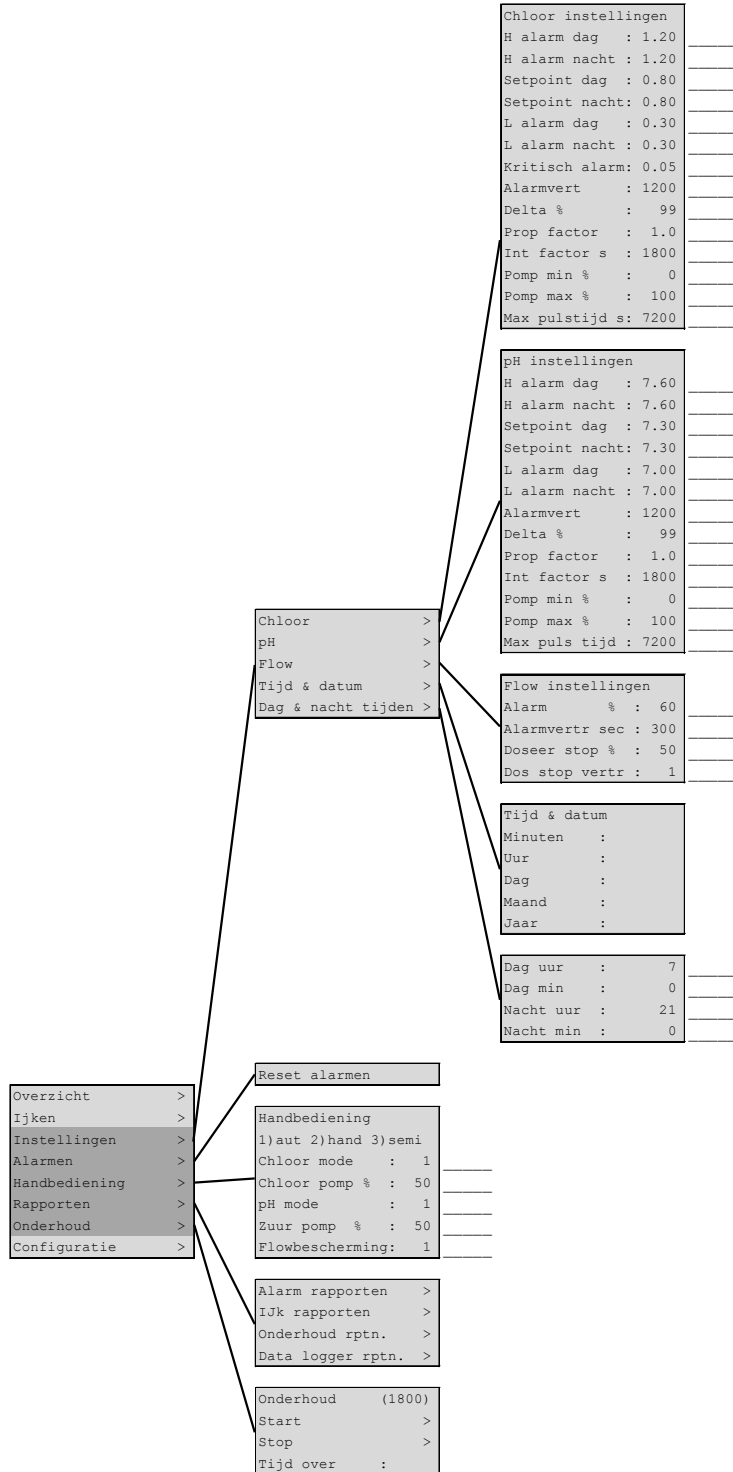 Chloor instellingen
H alarm dag : 1.20
H alarm nacht : 1.20
Setpoint dag : 0.80
Setpoint nacht: 0.80
L alarm dag : 0.30
L alarm nacht : 0.30
Kritisch alarm: 0.05
Alarmvert : 1200
Delta % : 99
Prop factor : 1.0
Int factor s : 1800
Pomp min % : 0
Pomp max % : 100
Max pulstijd s: 7200
pH instellingen
H alarm dag : 7.60
H alarm nacht : 7.60
Setpoint dag : 7.30
Setpoint nacht: 7.30
L alarm dag : 7.00
L alarm nacht : 7.00
Alarmvert : 1200
Delta % : 99
Prop factor : 1.0
Int factor s : 1800
Pomp min % : 0
Pomp max % : 100
Max puls tijd : 7200
Chloor >
pH >
Flow >
Tijd & datum >
Dag & nacht tijden >
Flow instellingen
Alarm % : 60
Alarmvertr sec : 300
Doseer stop % : 50
Dos stop vertr : 1
Tijd & datum
Minuten :
Uur :
Dag :
Maand :
Jaar :
Dag uur : 7
Dag min : 0
Nacht uur : 21
Nacht min : 0
Overzicht >
Ijken >
Instellingen >
Alarmen >
Handbediening >
Rapporten >
Onderhoud >
Configuratie >
Reset alarmen
Handbediening
1)aut 2)hand 3)semi
Chloor mode : 1
Chloor pomp % : 50
pH mode : 1
Zuur pomp % : 50
Flowbescherming: 1
Alarm rapporten >
IJk rapporten >
Onderhoud rptn. >
Data logger rptn. >
Onderhoud (1800)
Start >
Stop >
Tijd over :